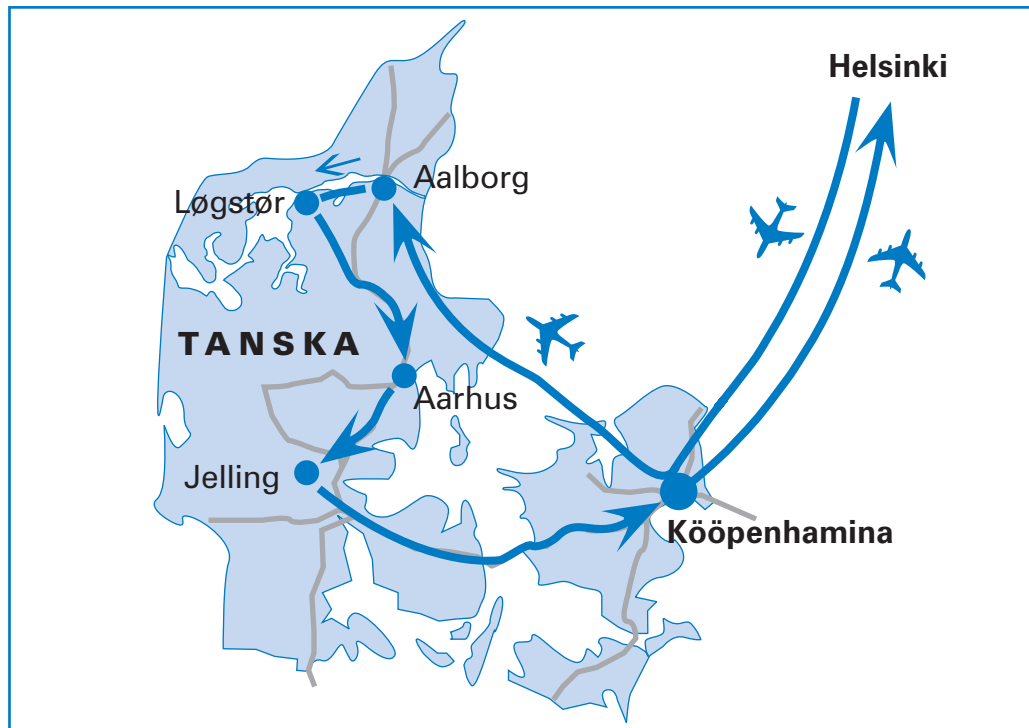 Helsinki
Aalborg
Løgstør
TANSKA
Aarhus
Jelling
Kööpenhamina